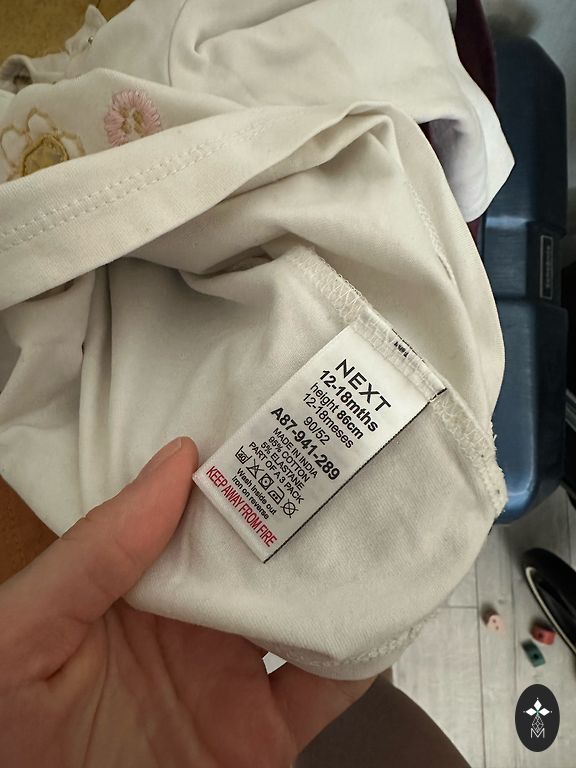 NEXT
12-18mths
height 86cm
12-18meses
90/52
A87-941-289
MADE IN INDIA
95% COTTON
5% ELASTANE
PART OF A3 PACK
Wash inside out
Iron on reverse
KEEP AWAY FROM FIRE
M